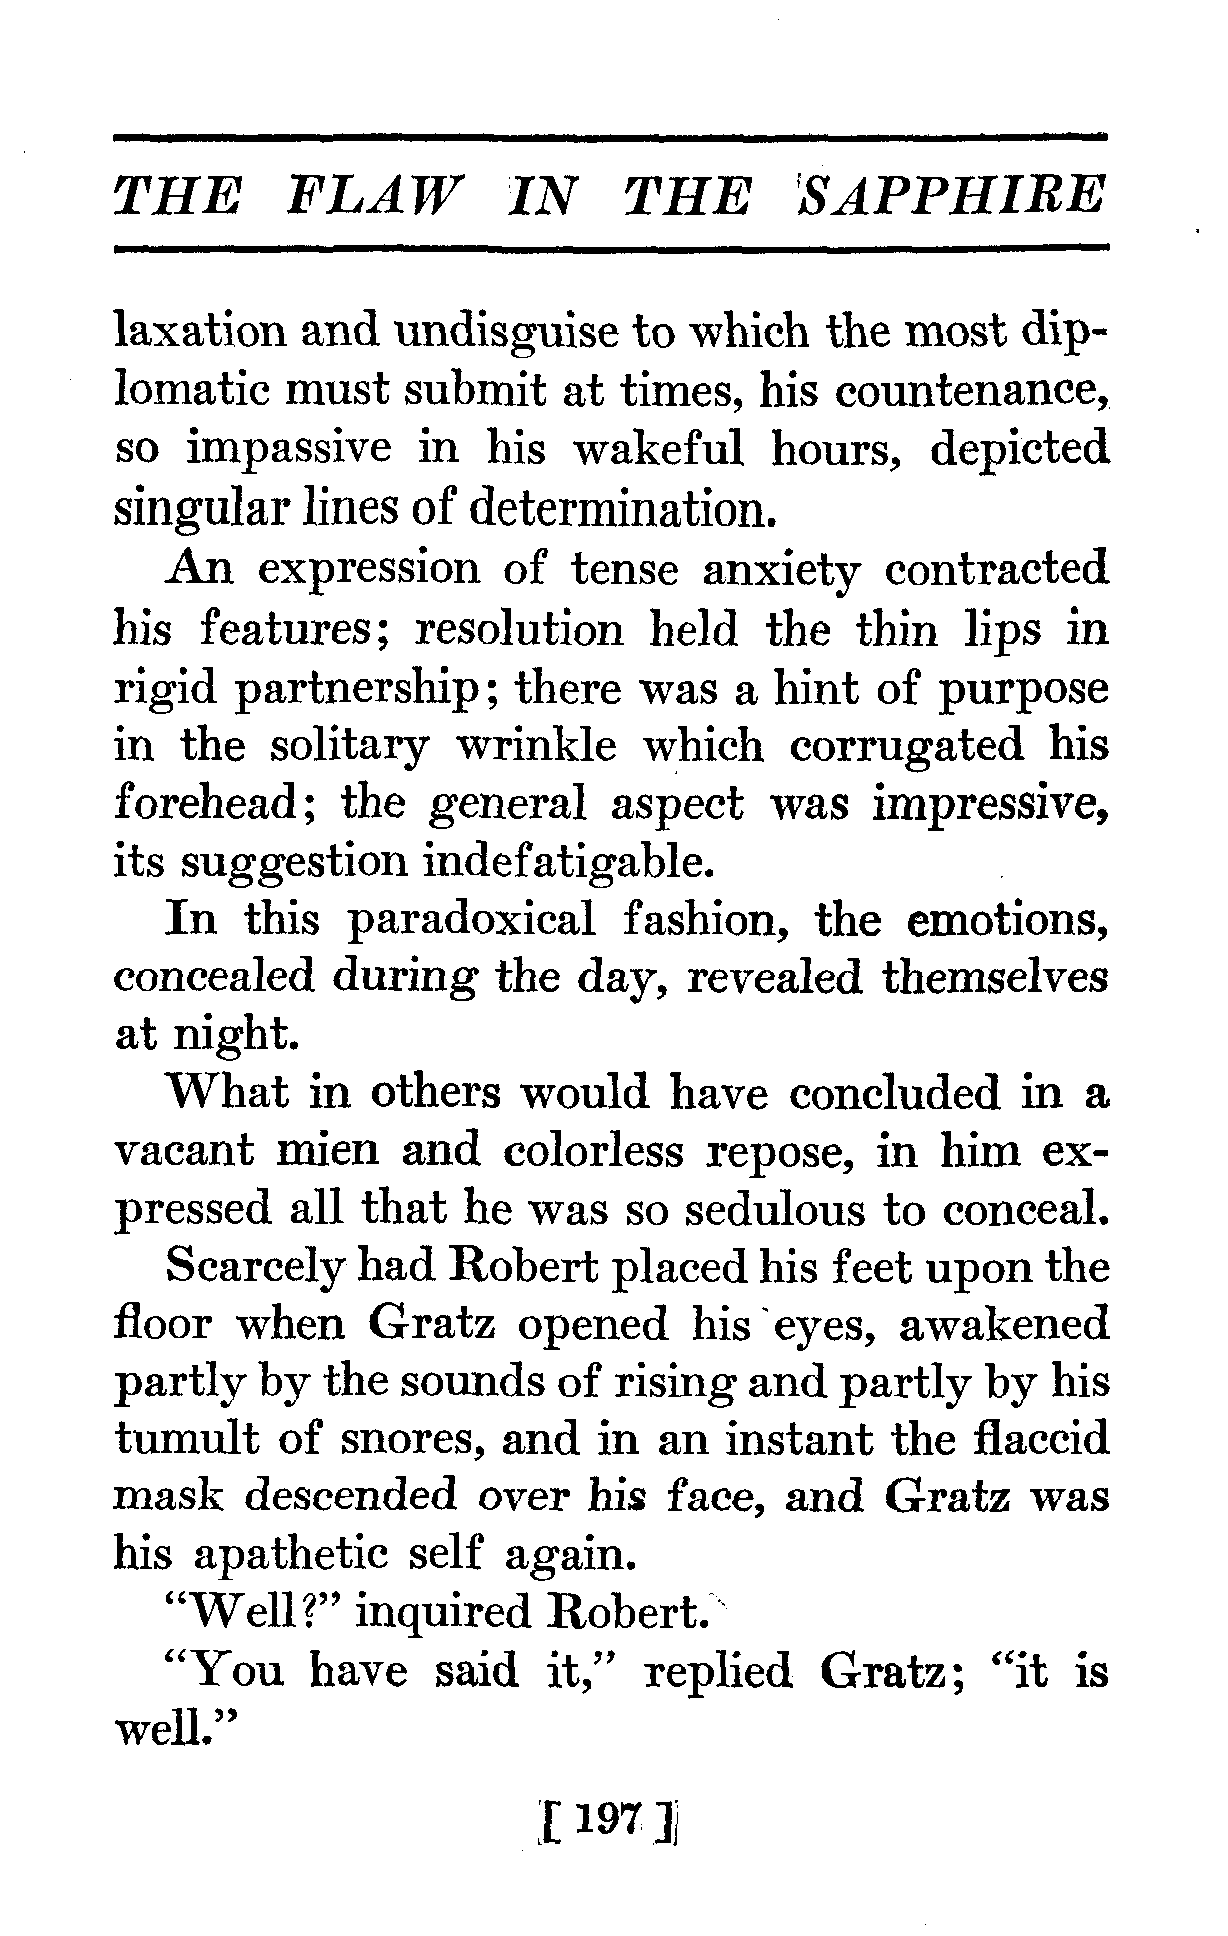 THE FLAW IN THE SAPPHIRE
laxation and undisguise to which the most dip-
lomatic must submit at times, his countenance,
so impassive in his wakeful hours, depicted
singular lines of determination.
An expression of tense anxiety contracted
his features; resolution held the thin lips in
rigid partnership; there was a hint of purpose
in the solitary wrinkle which corrugated his
forehead; the general aspect was impressive,
its suggestion indefatigable.
In this paradoxical fashion, the emotions,
concealed during the day, revealed themselves
at night.
What in others would have concluded in a
vacant mien and colorless repose, in him ex-
pressed all that he was so sedulous to conceal.
Scarcely had Robert placed his feet upon the
floor when Gratz opened his eyes, awakened
partly by the sounds of rising and partly by his
tumult of snores, and in an instant the flaccid
mask descended over his face, and Gratz was
his apathetic self again.
“Well?” inquired Robert.
“You have said it,” replied Gratz; “it is
well.”
[ 197 ]